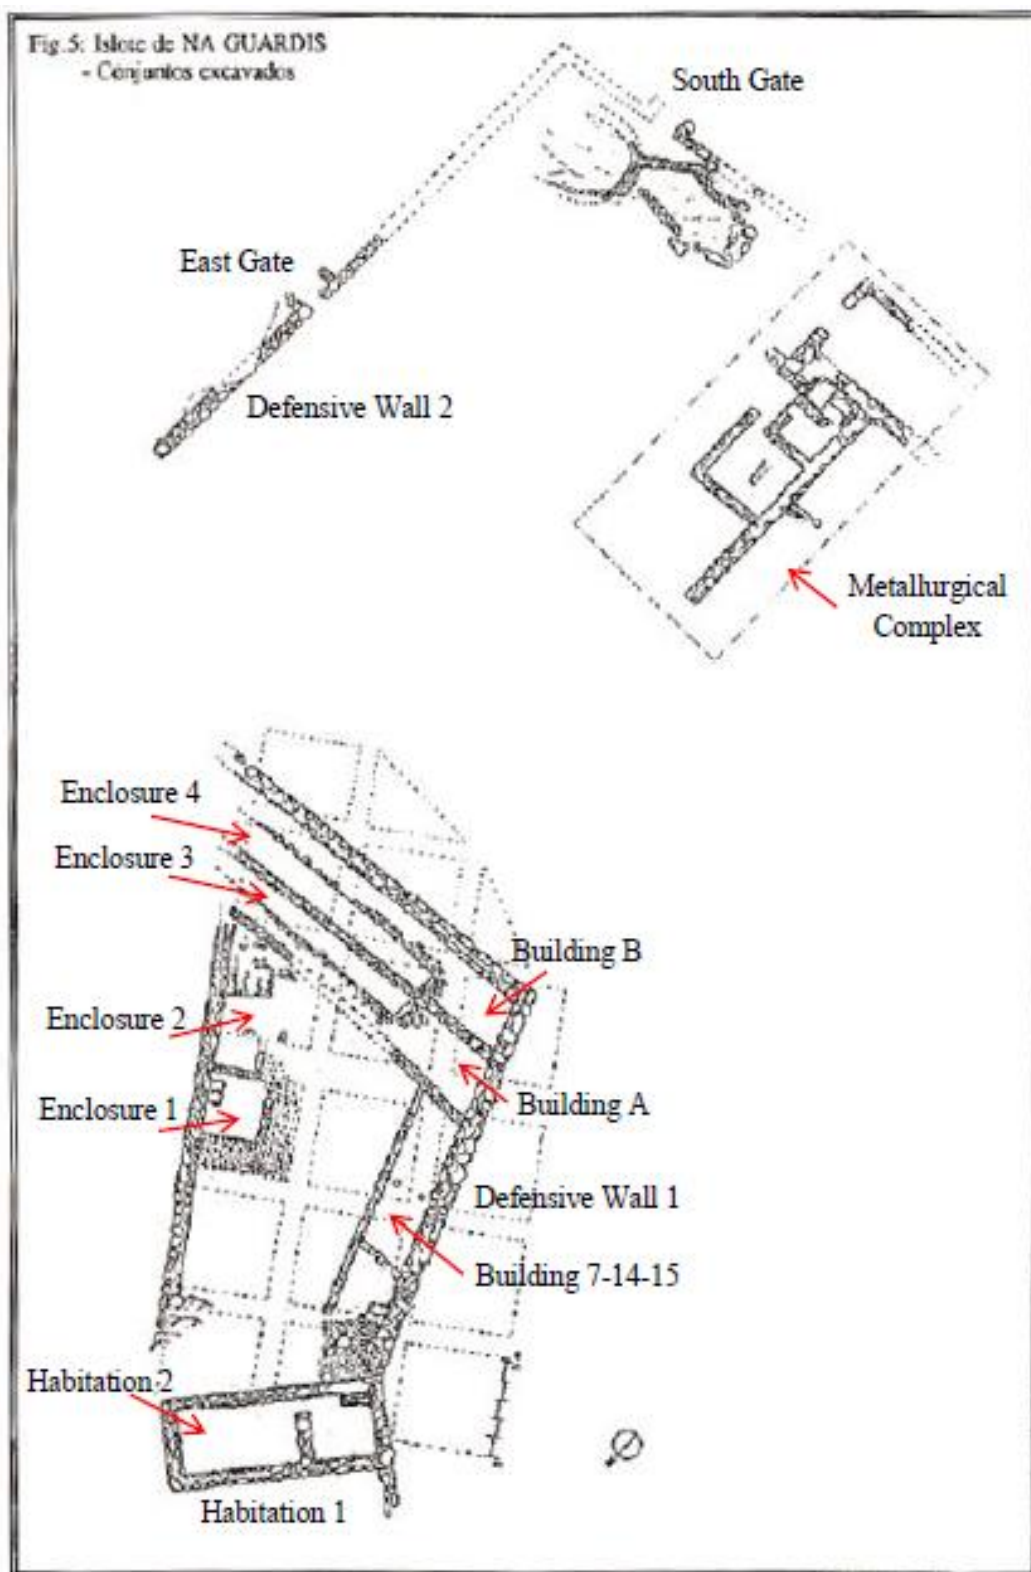 Fig.5: Islote de NA GUARDIS
- Conjuntos excavados
South Gate
East Gate
Defensive Wall 2
Metallurgical
Complex
Enclosure 4
Enclosure 3
Building B
Enclosure 2
Building A
Enclosure 1
Defensive Wall 1
Building 7-14-15
Habitation 2
Habitation 1